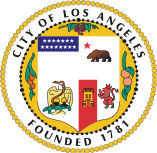 CITY OF LOS ANGELES
FOUNDED 1781